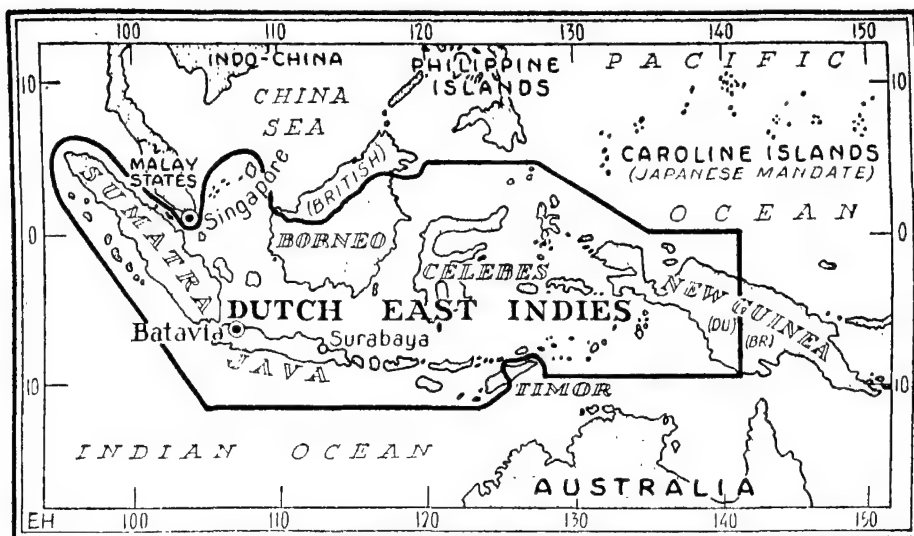 100 110 120 130 140 150
10 10
INDO-CHINA
PHILIPPINE
ISLANDS
PACIFIC
CHINA
SEA
MALAY
STATES
Singapore
(BRITISH)
CAROLINE ISLANDS
(JAPANESE MANDATE)
OCEAN
0 0
SUMATRA
BORNEO
CELEBES
NEW GUINEA
(DU)
(BR)
DUTCH EAST INDIES
Batavia
Surabaya
JAVA
TIMOR
10 10
INDIAN OCEAN
AUSTRALIA
EH 100 110 120 130 140 150